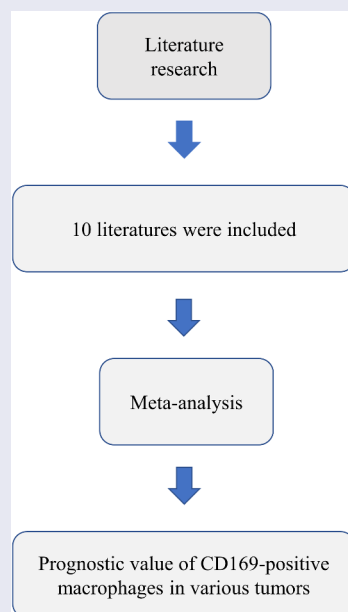 Literature
research
10 literatures were included
Meta-analysis
Prognostic value of CD169-positive
macrophages in various tumors